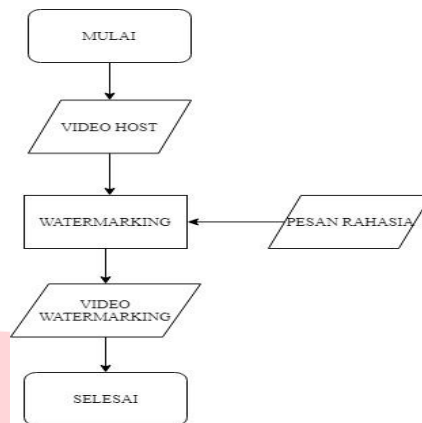 MULAI
VIDEO HOST
WATERMARKING
PESAN RAHASIA
VIDEO
WATERMARKING
SELESAI